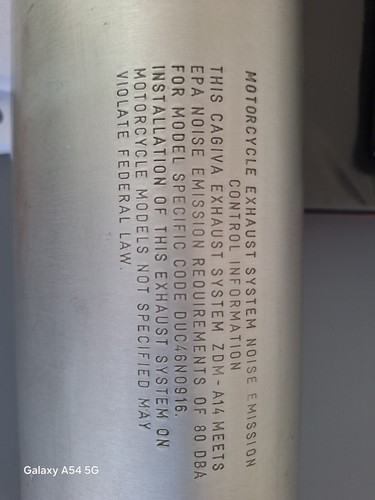 MOTORCYCLE EXHAUST SYSTEM NOISE EMISSION
CONTROL INFORMATION
THIS CAGIVA EXHAUST SYSTEM ZDM-A14 MEETS
EPA NOISE EMISSION REQUIREMENTS OF 80 DBA
FOR MODEL SPECIFIC CODE DUC46N0916.
INSTALLATION OF THIS EXHAUST SYSTEM ON
MOTORCYCLE MODELS NOT SPECIFIED MAY
VIOLATE FEDERAL LAW.
Galaxy A54 5G